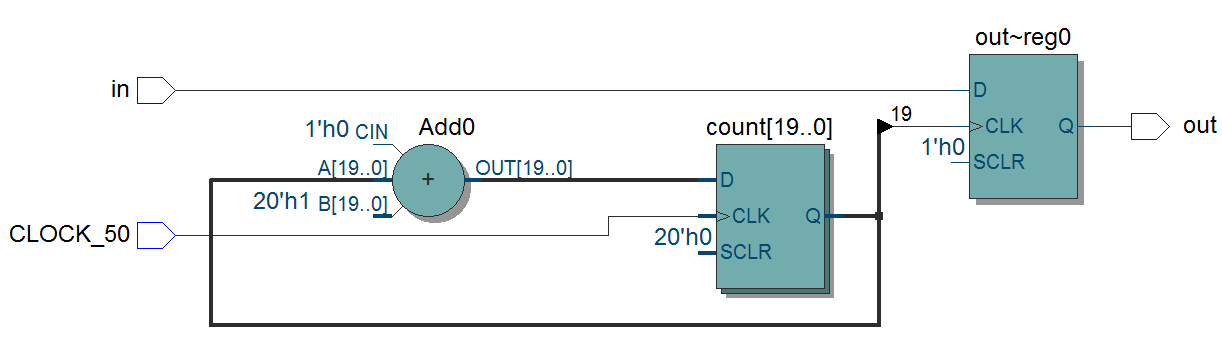 out~reg0
in
D
19
1'h0 CIN
Add0
count[19..0]
CLK
Q
out
1'h0
SCLR
A[19..0]
+
OUT[19..0]
D
20'h1 B[19..0]
CLOCK_50
CLK
Q
20'h0
SCLR